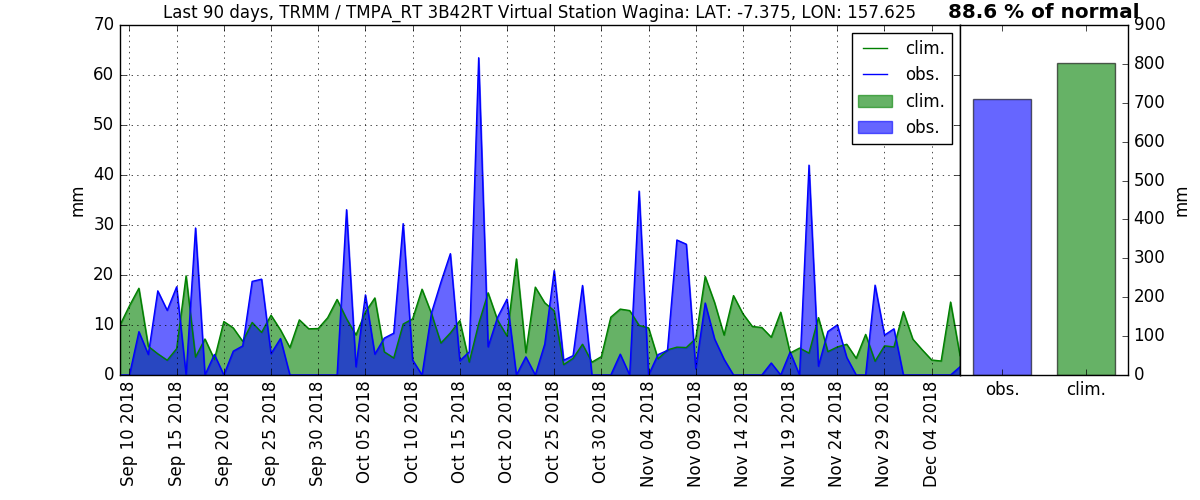 Last 90 days, TRMM / TMPA_RT 3B42RT Virtual Station Wagina: LAT: -7.375, LON: 157.625
88.6 % of normal
70
60
50
40
30
20
10
0
mm
clim.
obs.
clim.
obs.
900
800
700
600
500
400
300
200
100
0
mm
Sep 10 2018
Sep 15 2018
Sep 20 2018
Sep 25 2018
Sep 30 2018
Oct 05 2018
Oct 10 2018
Oct 15 2018
Oct 20 2018
Oct 25 2018
Oct 30 2018
Nov 04 2018
Nov 09 2018
Nov 14 2018
Nov 19 2018
Nov 24 2018
Nov 29 2018
Dec 04 2018
obs.
clim.